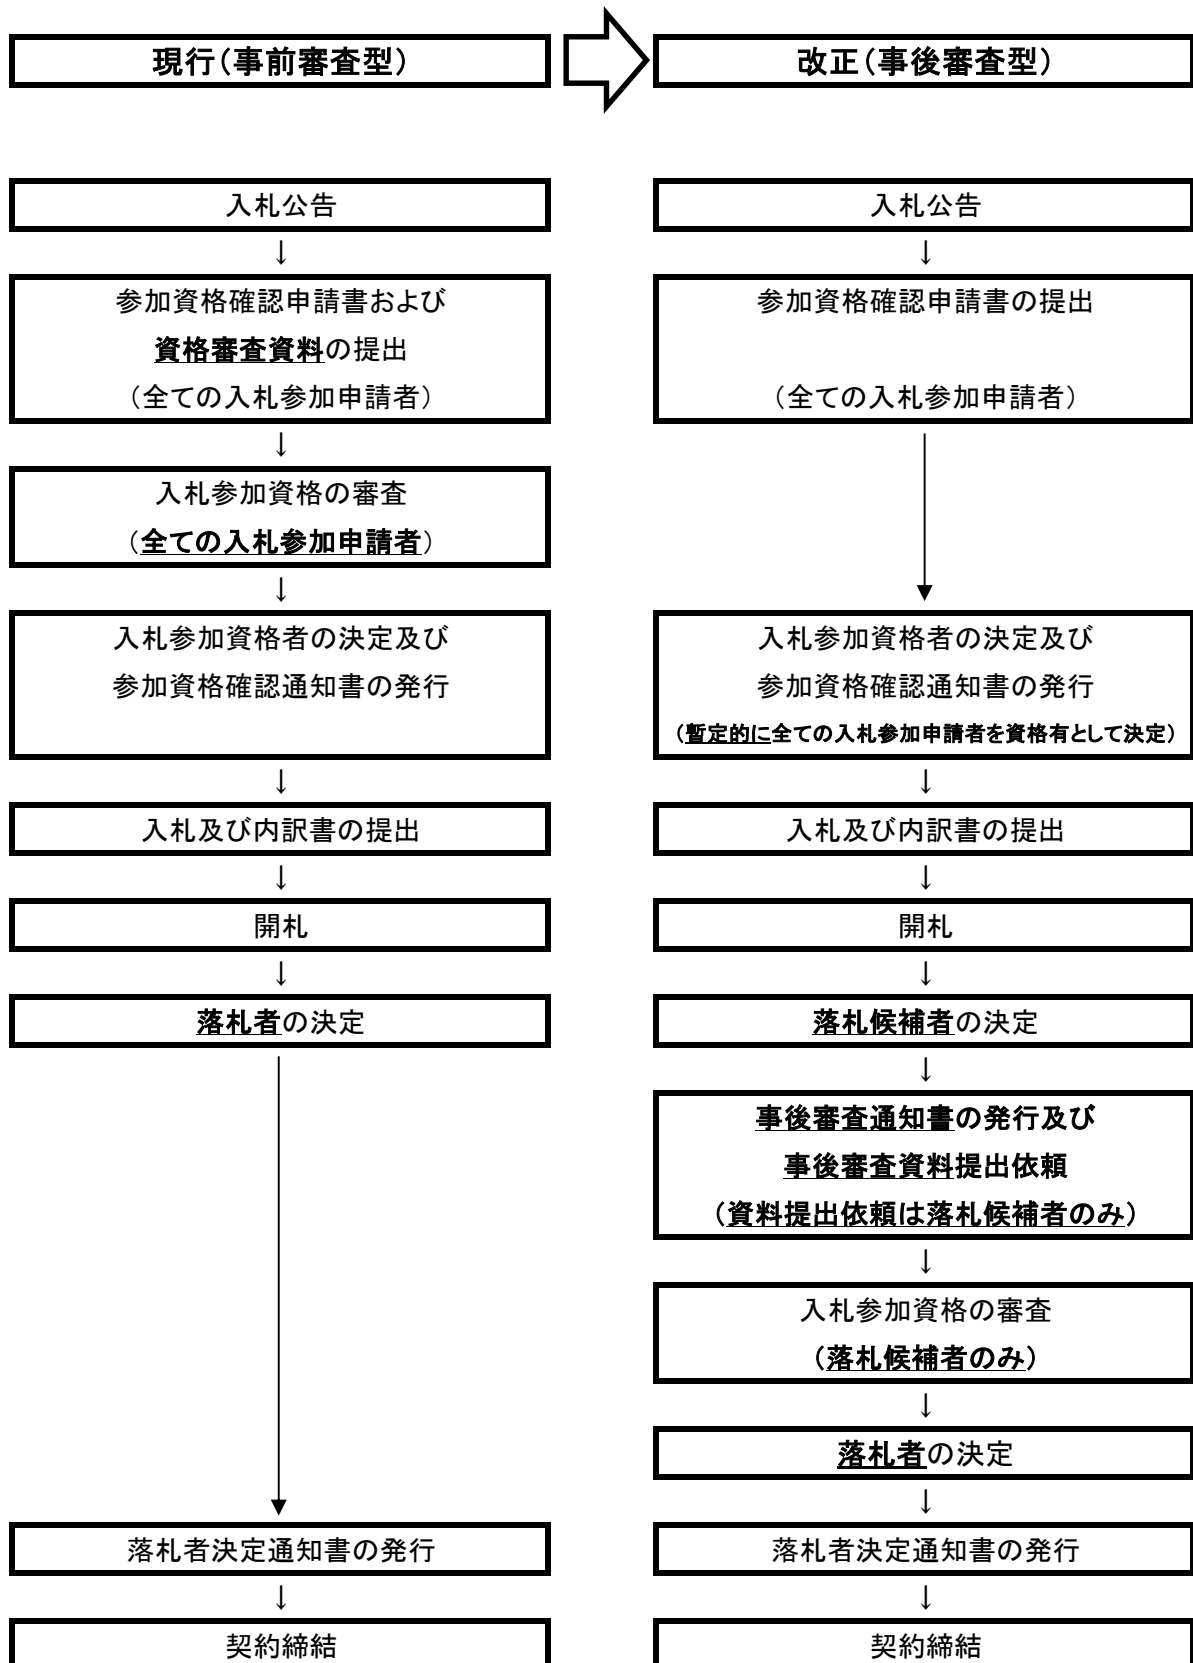 現行（事前審査型）
入札公告
↓
参加資格確認申請書および
資格審査資料の提出
（全ての入札参加申請者）
↓
入札参加資格の審査
（全ての入札参加申請者）
↓
入札参加資格者の決定及び
参加資格確認通知書の発行
↓
入札及び内訳書の提出
↓
開札
↓
落札者の決定
落札者決定通知書の発行
↓
契約締結
改正（事後審査型）
入札公告
↓
参加資格確認申請書の提出
（全ての入札参加申請者）
入札参加資格者の決定及び
参加資格確認通知書の発行
（暫定的に全ての入札参加申請者を資格有として決定）
↓
入札及び内訳書の提出
↓
開札
↓
落札候補者の決定
↓
事後審査通知書の発行及び
事後審査資料提出依頼
（資料提出依頼は落札候補者のみ）
↓
入札参加資格の審査
（落札候補者のみ）
↓
落札者の決定
↓
落札者決定通知書の発行
↓
契約締結